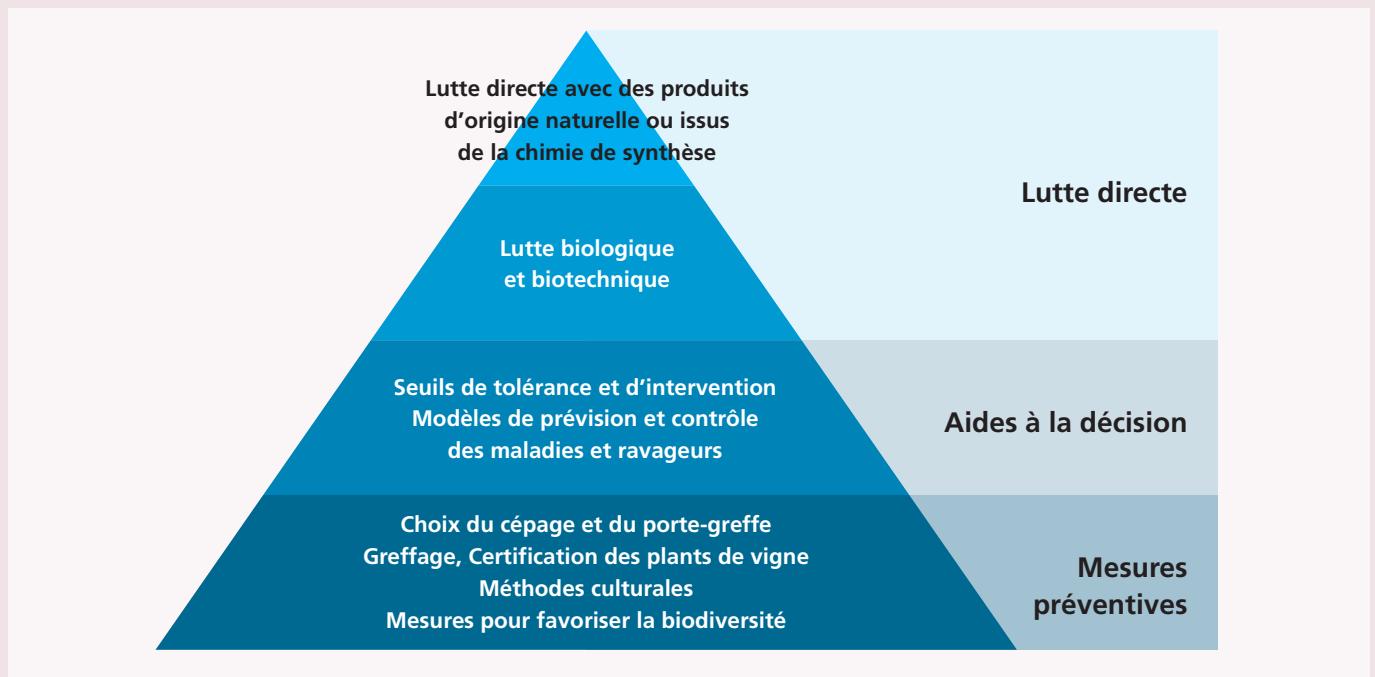 Lutte directe avec des produits
d’origine naturelle ou issus
de la chimie de synthèse
Lutte directe
Lutte biologique
et biotechnique
Seuils de tolérance et d’intervention
Modèles de prévision et contrôle
des maladies et ravageurs
Aides à la décision
Choix du cépage et du porte-greffe
Greffage, Certification des plants de vigne
Méthodes culturales
Mesures pour favoriser la biodiversité
Mesures
préventives